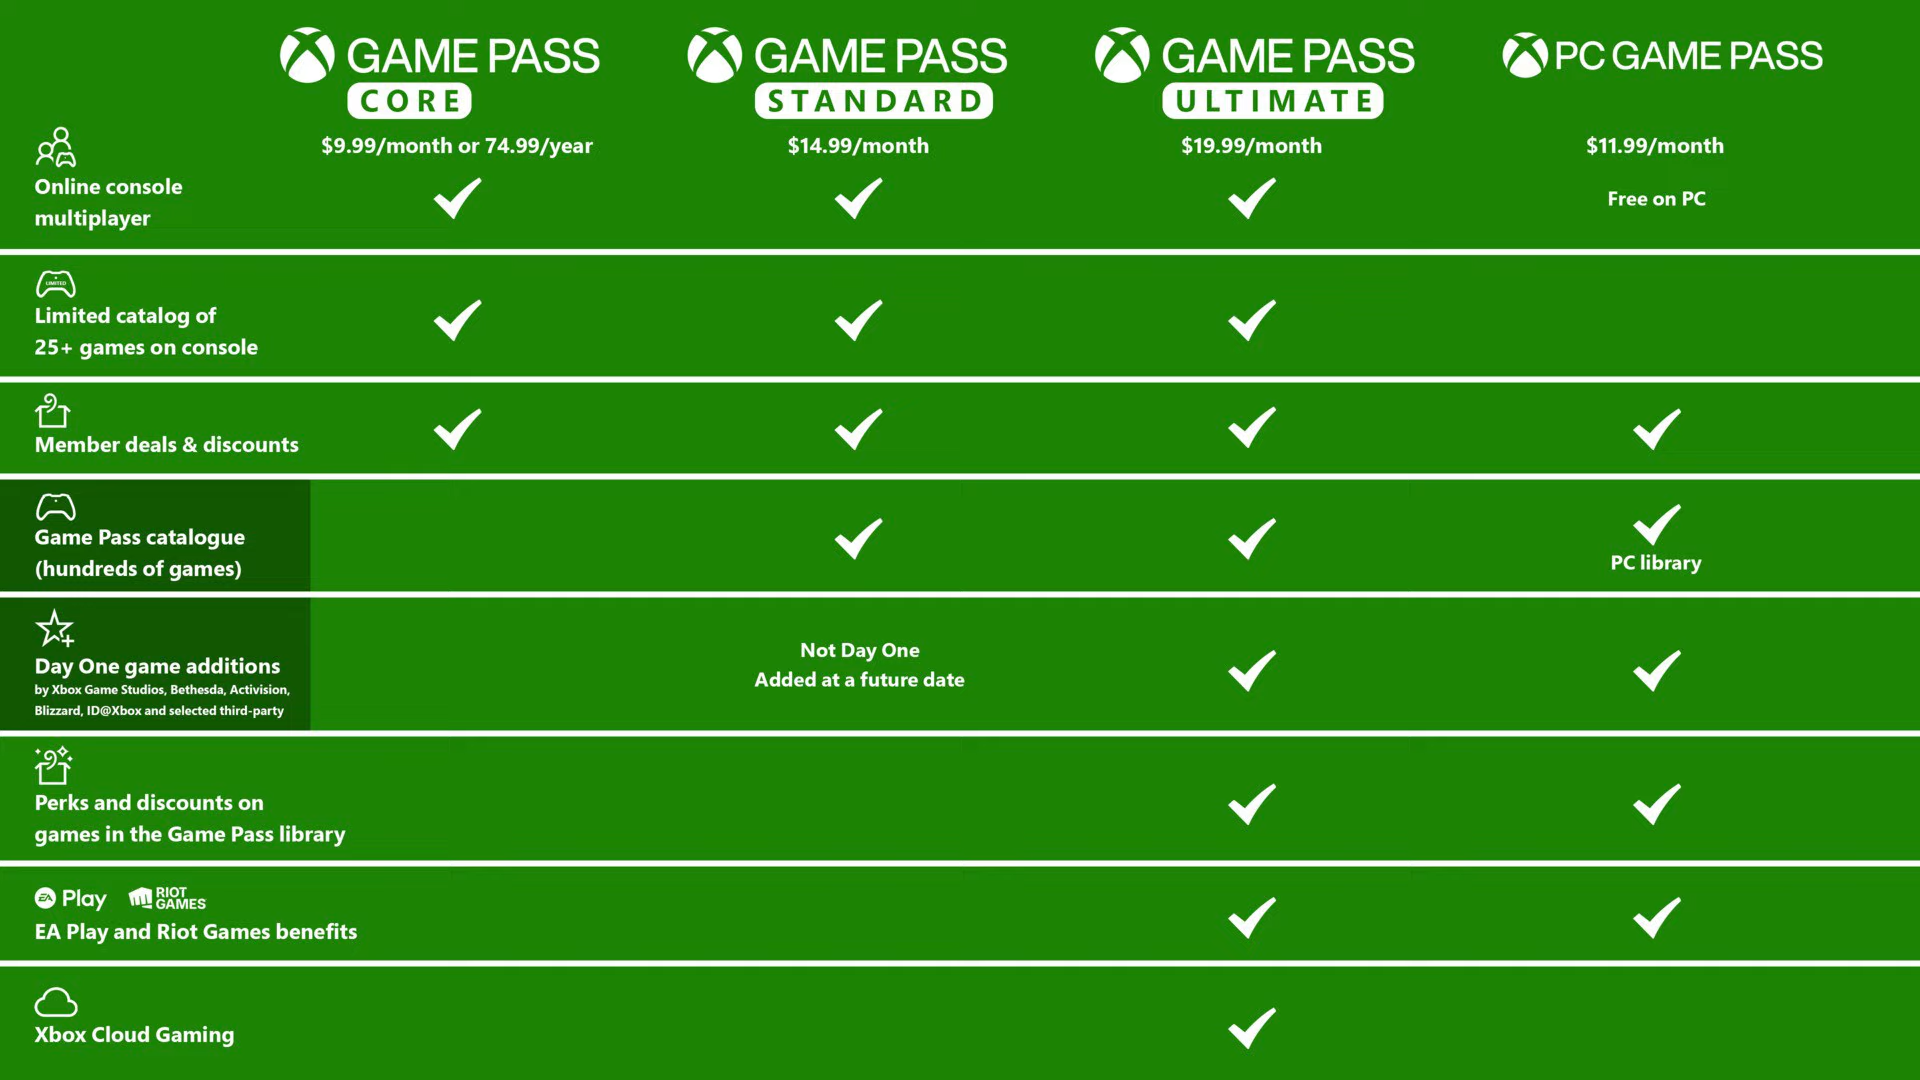 GAME PASS
CORE
GAME PASS
STANDARD
GAME PASS
ULTIMATE
PC GAME PASS
$9.99/month or 74.99/year
$14.99/month
$19.99/month
$11.99/month
Online console
multiplayer
Free on PC
LIMITED
Limited catalog of
25+ games on console
Member deals & discounts
Game Pass catalogue
(hundreds of games)
PC library
Day One game additions
by Xbox Game Studios, Bethesda, Activision,
Blizzard, ID@Xbox and selected third-party
Not Day One
Added at a future date
Perks and discounts on
games in the Game Pass library
EA Play
RIOT
GAMES
EA Play and Riot Games benefits
Xbox Cloud Gaming